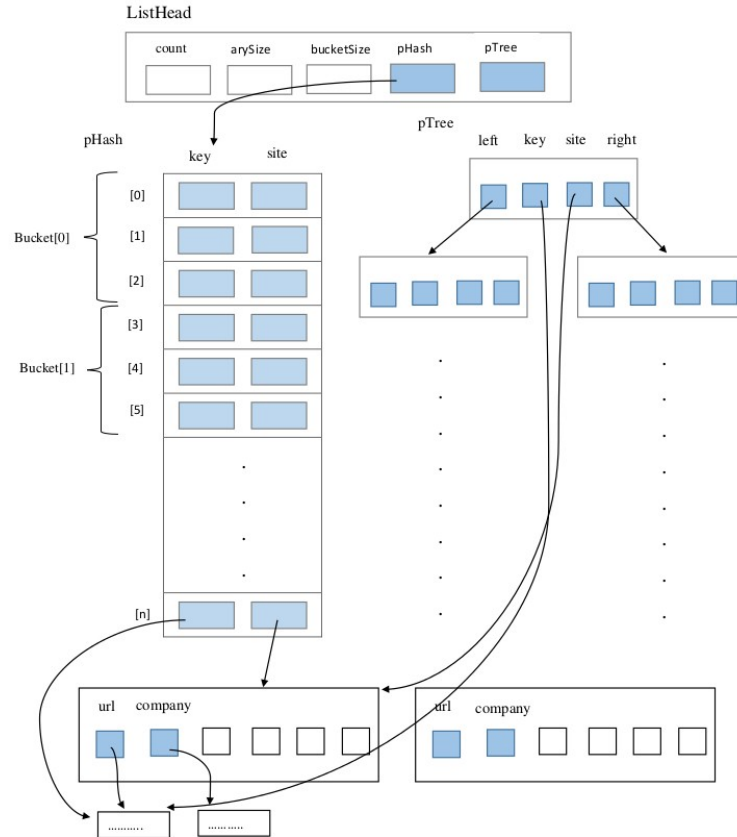 ListHead
count arySize bucketSize pHash pTree
pHash
key site
[0]
[1]
[2]
Bucket[0]
[3]
[4]
[5]
Bucket[1]
.
.
.
.
[n]
pTree
left key site right
. .
. .
. .
. .
. .
. .
. .
. .
url company
url company
...........
...........